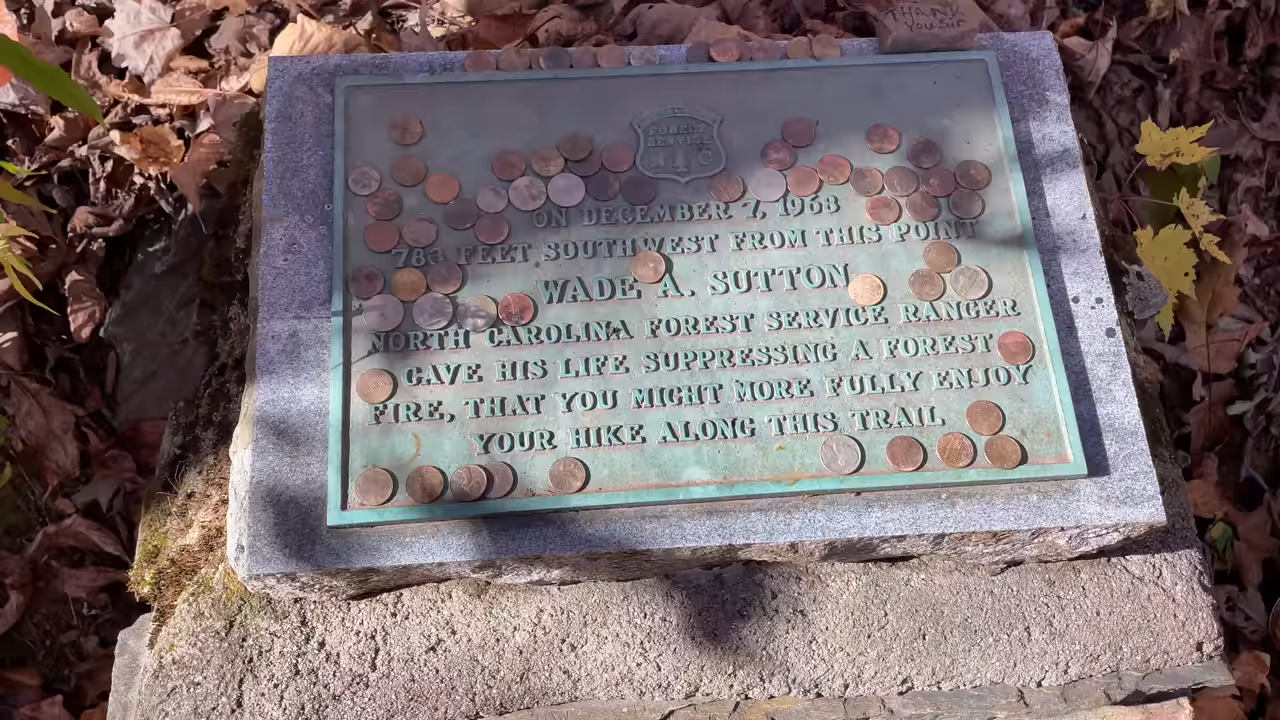 THANK
YOU SIR
FOREST
SERVICE
N C
ON DECEMBER 7, 1968
783 FEET SOUTHWEST FROM THIS POINT
WADE A. SUTTON
NORTH CAROLINA FOREST SERVICE RANGER
GAVE HIS LIFE SUPPRESSING A FOREST
FIRE, THAT YOU MIGHT MORE FULLY ENJOY
YOUR HIKE ALONG THIS TRAIL